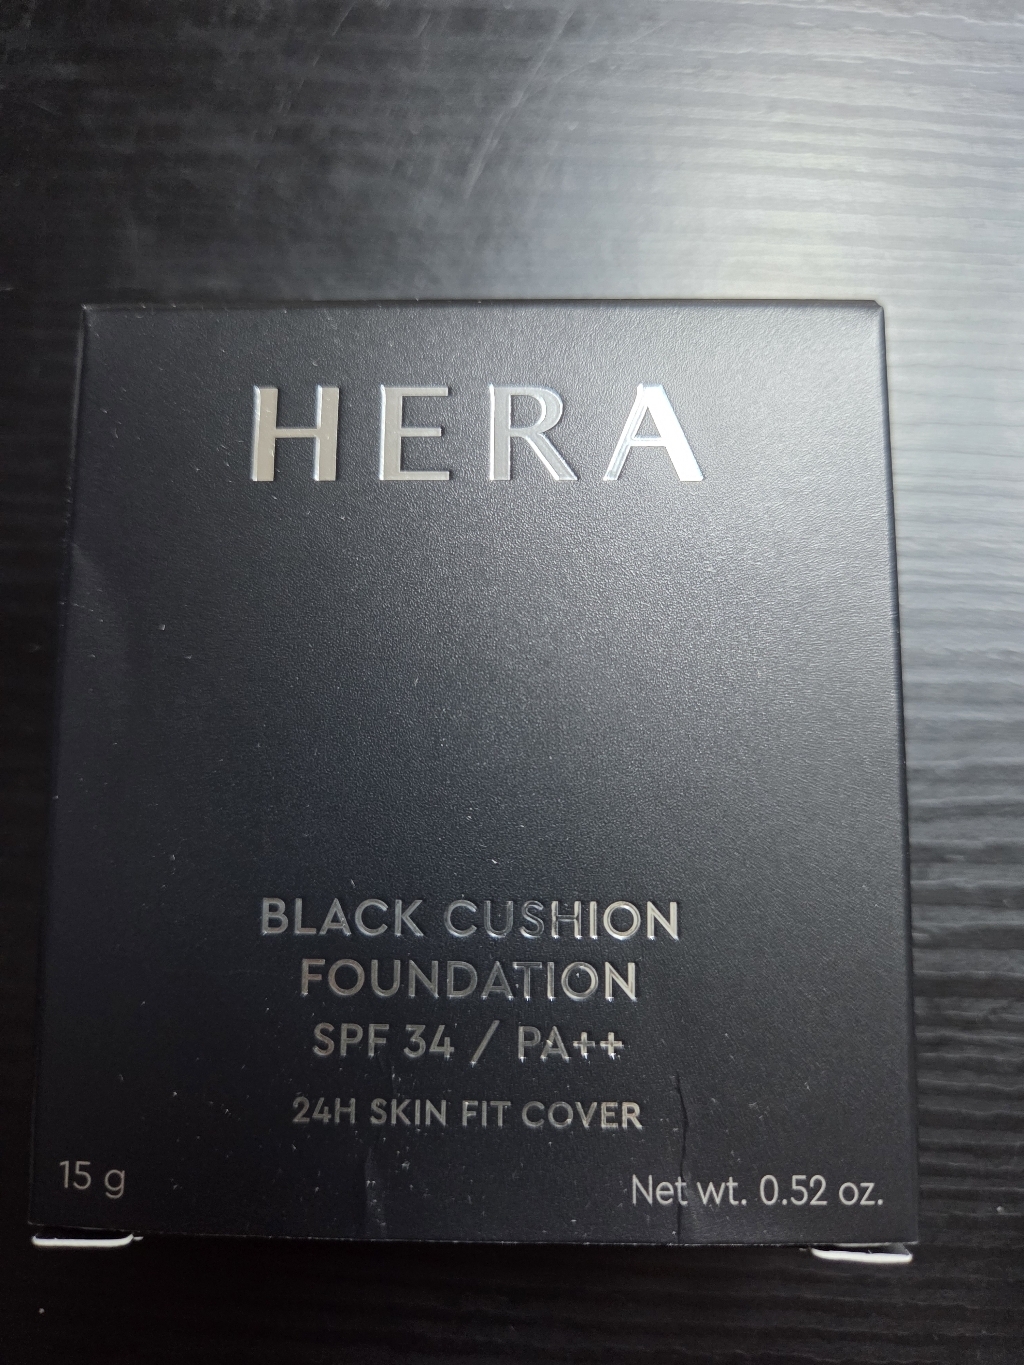 HERA
BLACK CUSHION
FOUNDATION
SPF 34 / PA++
24H SKIN FIT COVER
15 g
Net wt. 0.52 oz.